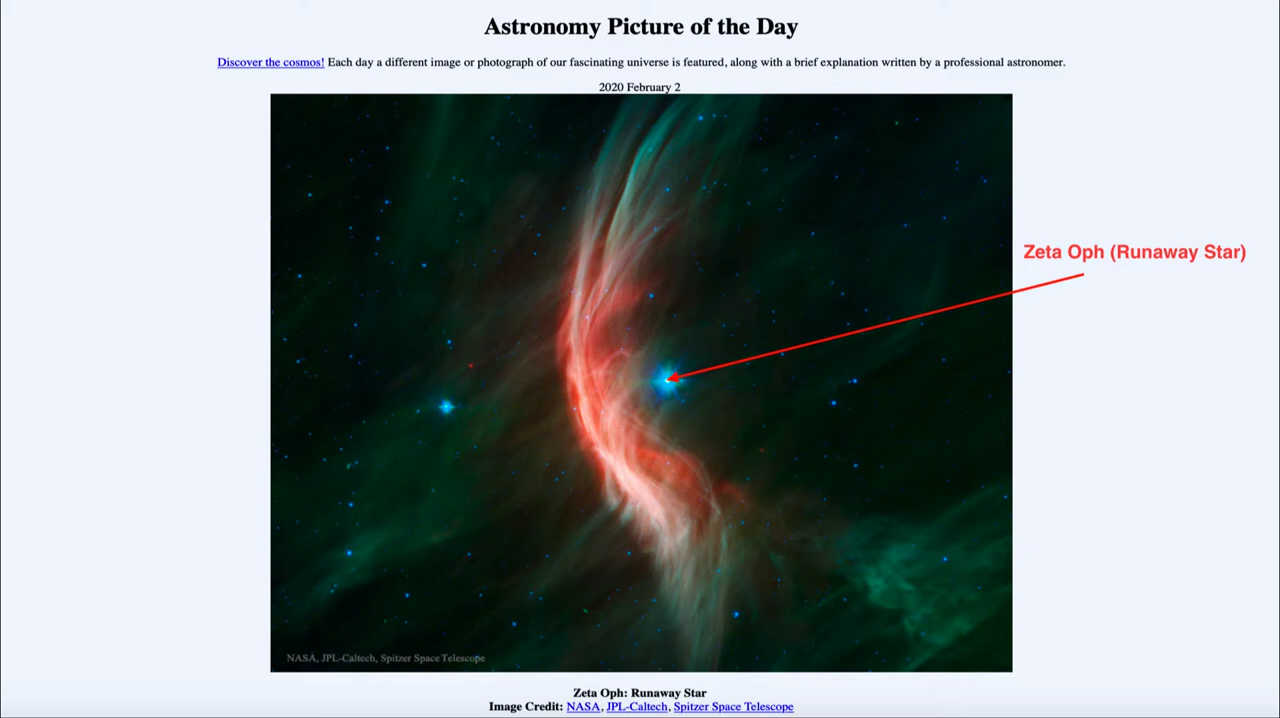 Astronomy Picture of the Day
Discover the cosmos! Each day a different image or photograph of our fascinating universe is featured, along with a brief explanation written by a professional astronomer.
2020 February 2
Zeta Oph (Runaway Star)
NASA, JPL-Caltech, Spitzer Space Telescope
Zeta Oph: Runaway Star
Image Credit: NASA, JPL-Caltech, Spitzer Space Telescope